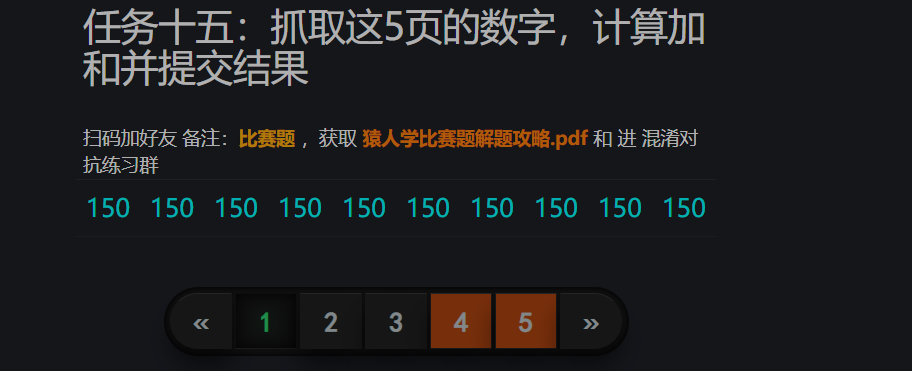 任务十五：抓取这5页的数字，计算加
和并提交结果
扫码加好友 备注：比赛题 ，获取 猿人学比赛题解题攻略.pdf 和 进 混淆对
抗练习群
150 150 150 150 150 150 150 150 150 150
« 1 2 3 4 5 »